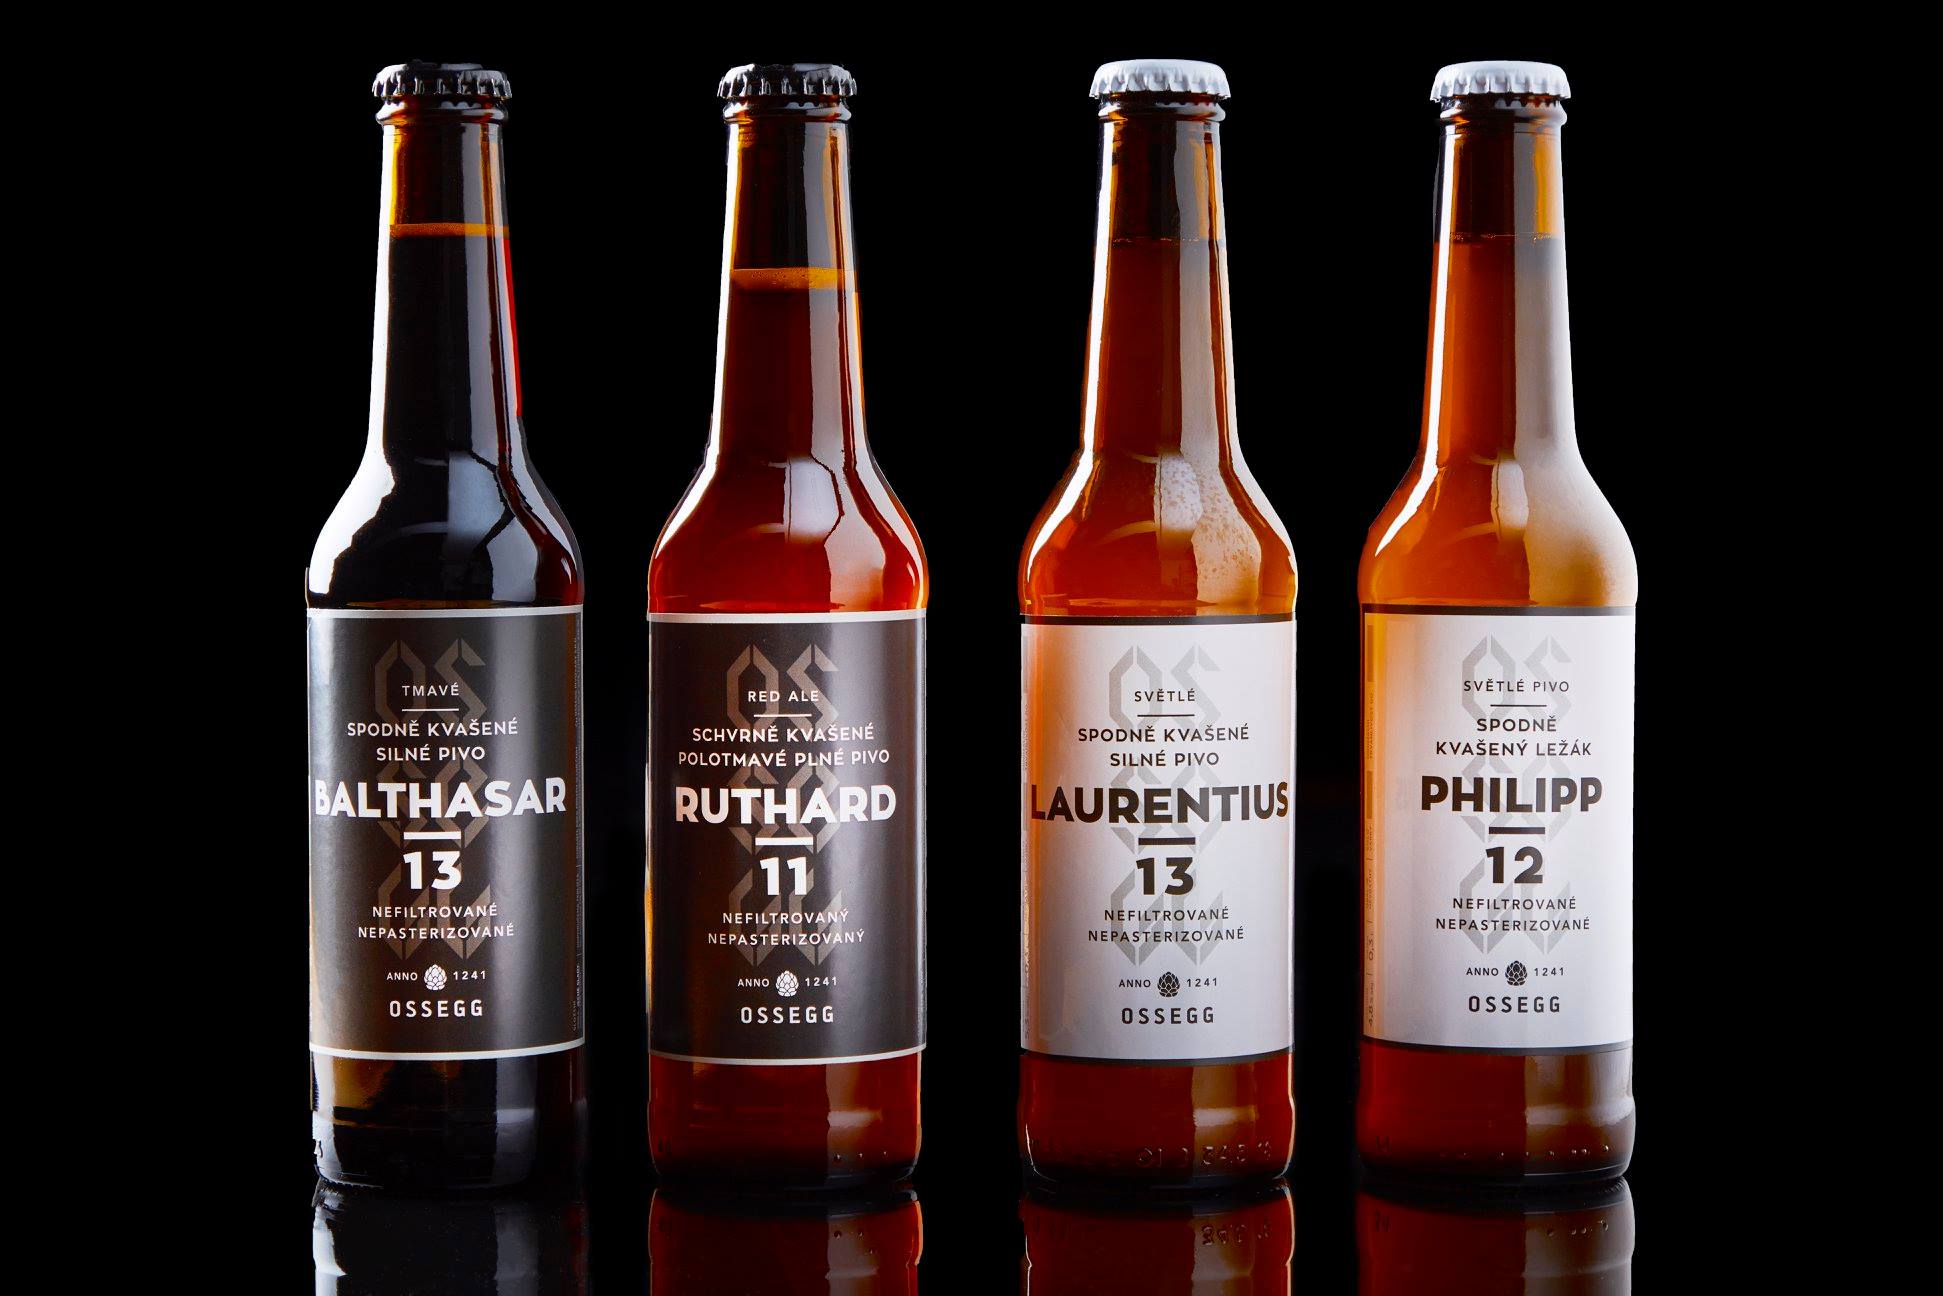 TMAVÉ
SPODNĚ KVAŠENÉ
SILNÉ PIVO
BALTHASAR
13
NEFILTROVANÉ
NEPASTERIZOVANÉ
ANNO 1241
OSSEGG
RED ALE
SCHVRNĚ KVAŠENÉ
POLOTMAVÉ PLNÉ PIVO
RUTHARD
11
NEFILTROVANÝ
NEPASTERIZOVANÝ
ANNO 1241
OSSEGG
SVĚTLÉ
SPODNĚ KVAŠENÉ
SILNÉ PIVO
LAURENTIUS
13
NEFILTROVANÉ
NEPASTERIZOVANÉ
ANNO 1241
OSSEGG
SVĚTLÉ PIVO
SPODNĚ
KVAŠENÝ LEŽÁK
PHILIPP
12
NEFILTROVANÉ
NEPASTERIZOVANÉ
ANNO 1241
OSSEGG